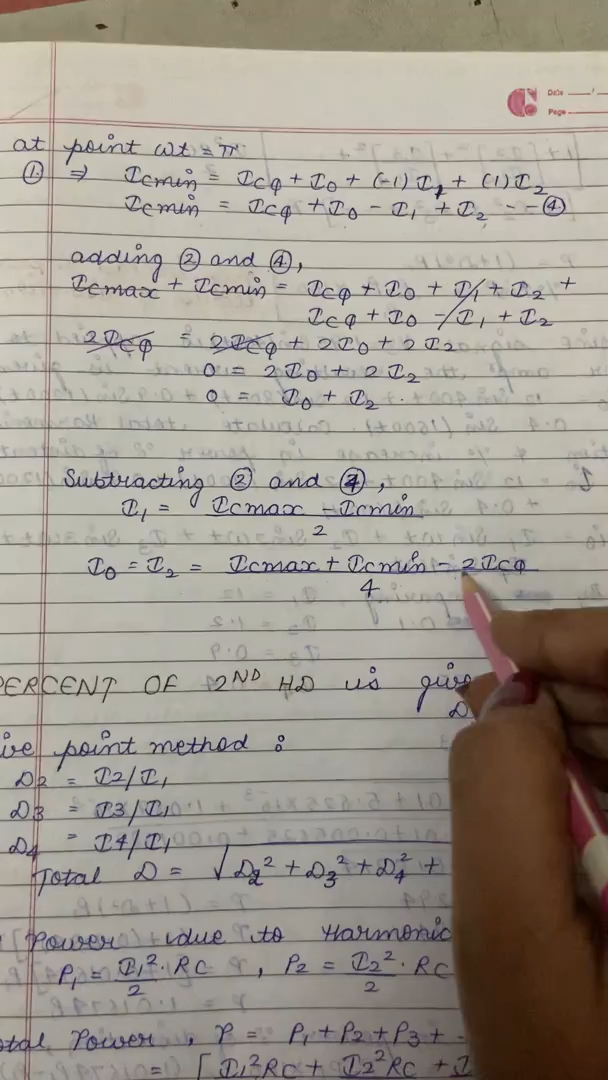 Date ___/
Page ___
at point ωt = π
① ⇒ Icmin = IcQ + I0 + (-1) I1 + (1) I2
Icmin = IcQ + I0 - I1 + I2 -- ④
adding ② and ④,
Icmax + Icmin = IcQ + I0 + I1 + I2 +
IcQ + I0 - I1 + I2
2IcQ = 2IcQ + 2I0 + 2I2
0 = 2I0 + 2I2
0 = I0 + I2.
Subtracting ② and ④,
I1 = Icmax - Icmin
2
I0 = I2 = Icmax + Icmin - 2IcQ
4
PERCENT OF 2ND HD is give
D
ive point method :
D2 = I2/I1
D3 = I3/I1
D4 = I4/I1
Total D = √D2² + D3² + D4² +
Power due to Harmonic
P1 = I1²·RC / 2 , P2 = I2²·RC / 2
otal Power, P = P1 + P2 + P3 + -
= [I1²RC + I2²RC + I